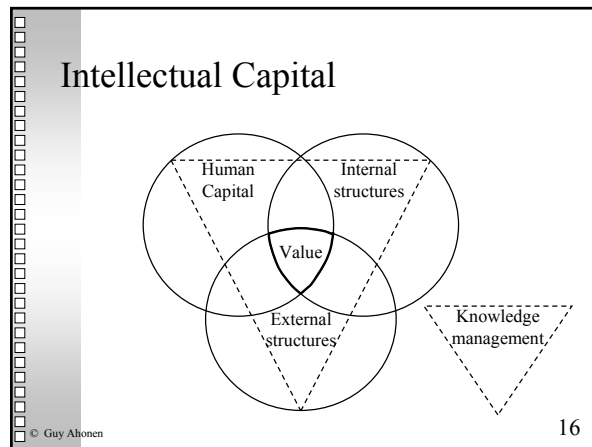 Intellectual Capital
Human
Capital
Internal
structures
Value
External
structures
Knowledge
management
© Guy Ahonen
16